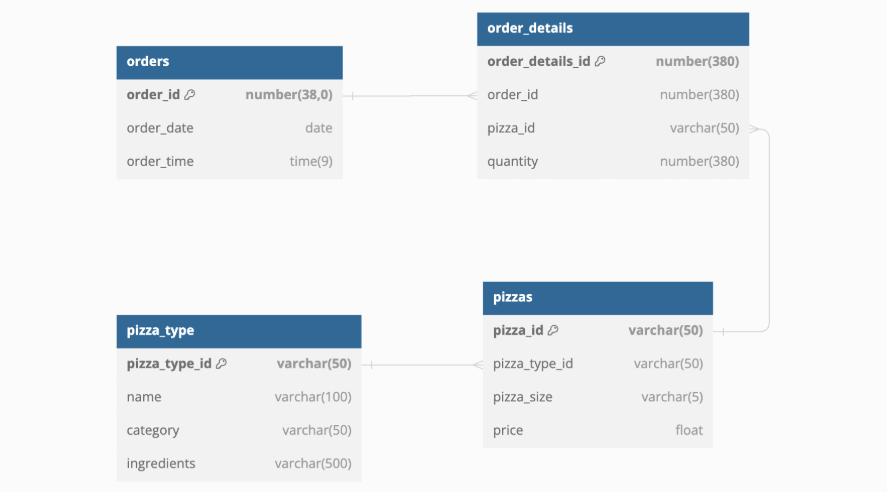 orders
order_id number(38,0)
order_date date
order_time time(9)
order_details
order_details_id number(380)
order_id number(380)
pizza_id varchar(50)
quantity number(380)
pizza_type
pizza_type_id varchar(50)
name varchar(100)
category varchar(50)
ingredients varchar(500)
pizzas
pizza_id varchar(50)
pizza_type_id varchar(50)
pizza_size varchar(5)
price float